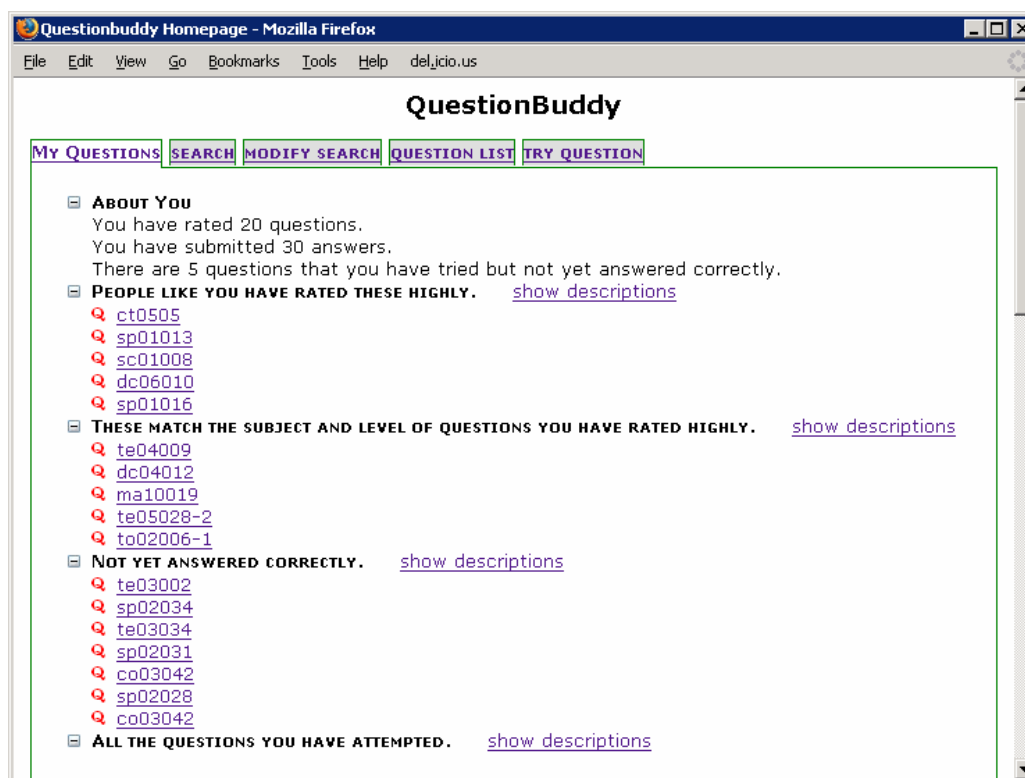 Questionbuddy Homepage - Mozilla Firefox
File Edit View Go Bookmarks Tools Help del.icio.us
QuestionBuddy
MY QUESTIONS SEARCH MODIFY SEARCH QUESTION LIST TRY QUESTION
ABOUT YOU
You have rated 20 questions.
You have submitted 30 answers.
There are 5 questions that you have tried but not yet answered correctly.
PEOPLE LIKE YOU HAVE RATED THESE HIGHLY. show descriptions
Q ct0505
Q sp01013
Q sc01008
Q dc06010
Q sp01016
THESE MATCH THE SUBJECT AND LEVEL OF QUESTIONS YOU HAVE RATED HIGHLY. show descriptions
Q te04009
Q dc04012
Q ma10019
Q te05028-2
Q to02006-1
NOT YET ANSWERED CORRECTLY. show descriptions
Q te03002
Q sp02034
Q te03034
Q sp02031
Q co03042
Q sp02028
Q co03042
ALL THE QUESTIONS YOU HAVE ATTEMPTED. show descriptions